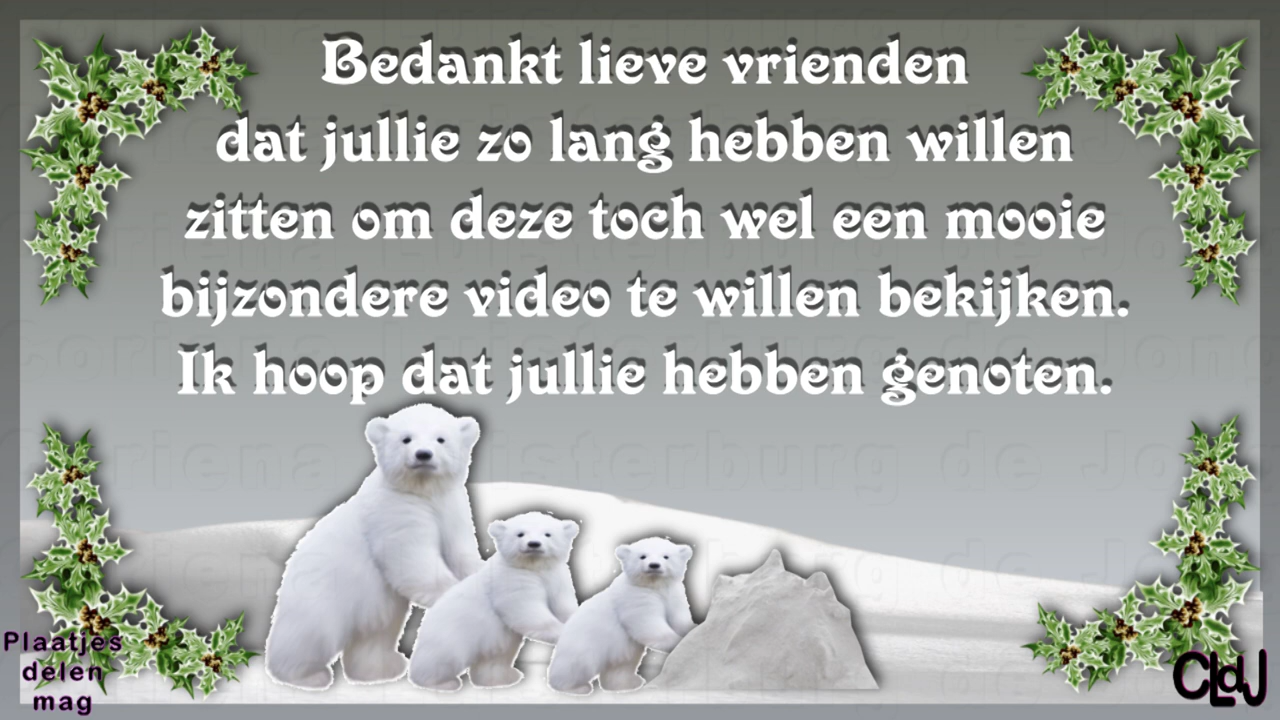 Bedankt lieve vrienden
dat jullie zo lang hebben willen
zitten om deze toch wel een mooie
bijzondere video te willen bekijken.
Ik hoop dat jullie hebben genoten.
Plaatjes
delen
mag
CLdJ